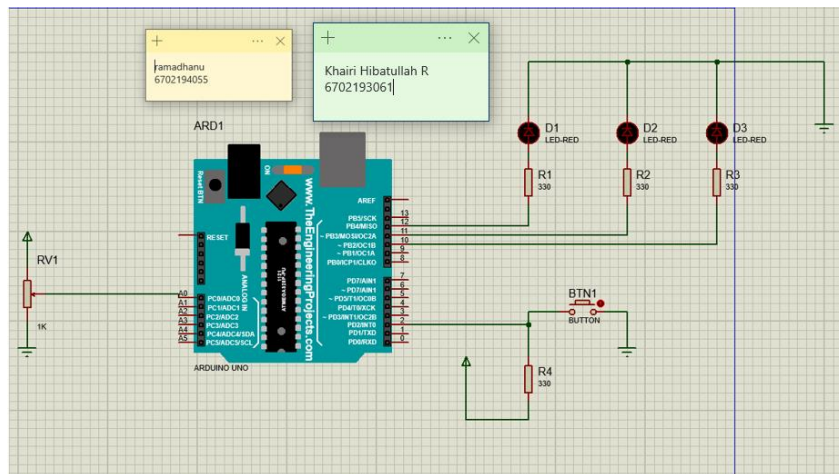 ramadhanu
6702194055
Khairi Hibatullah R
6702193061
ARD1
Reset BTN
ON
www.TheEngineeringProjects.com
ANALOG IN
RESET
AREF
13
PB5/SCK
12
PB4/MISO
11
~ PB3/MOSI/OC2A
10
~ PB2/OC1B
9
~ PB1/OC1A
8
PB0/ICP1/CLKO
7
PD7/AIN1
6
~ PD7/AIN1
5
~ PD5/T1/OC0B
4
PD4/T0/XCK
3
~ PD3/INT1/OC2B
2
PD2/INT0
1
PD1/TXD
0
PD0/RXD
A0
PC0/ADC0
A1
PC1/ADC1
A2
PC2/ADC2
A3
PC3/ADC3
A4
PC4/ADC4/SDA
A5
PC5/ADC5/SCL
ARDUINO UNO
RV1
1K
D1
LED-RED
D2
LED-RED
D3
LED-RED
R1
330
R2
330
R3
330
BTN1
BUTTON
R4
330